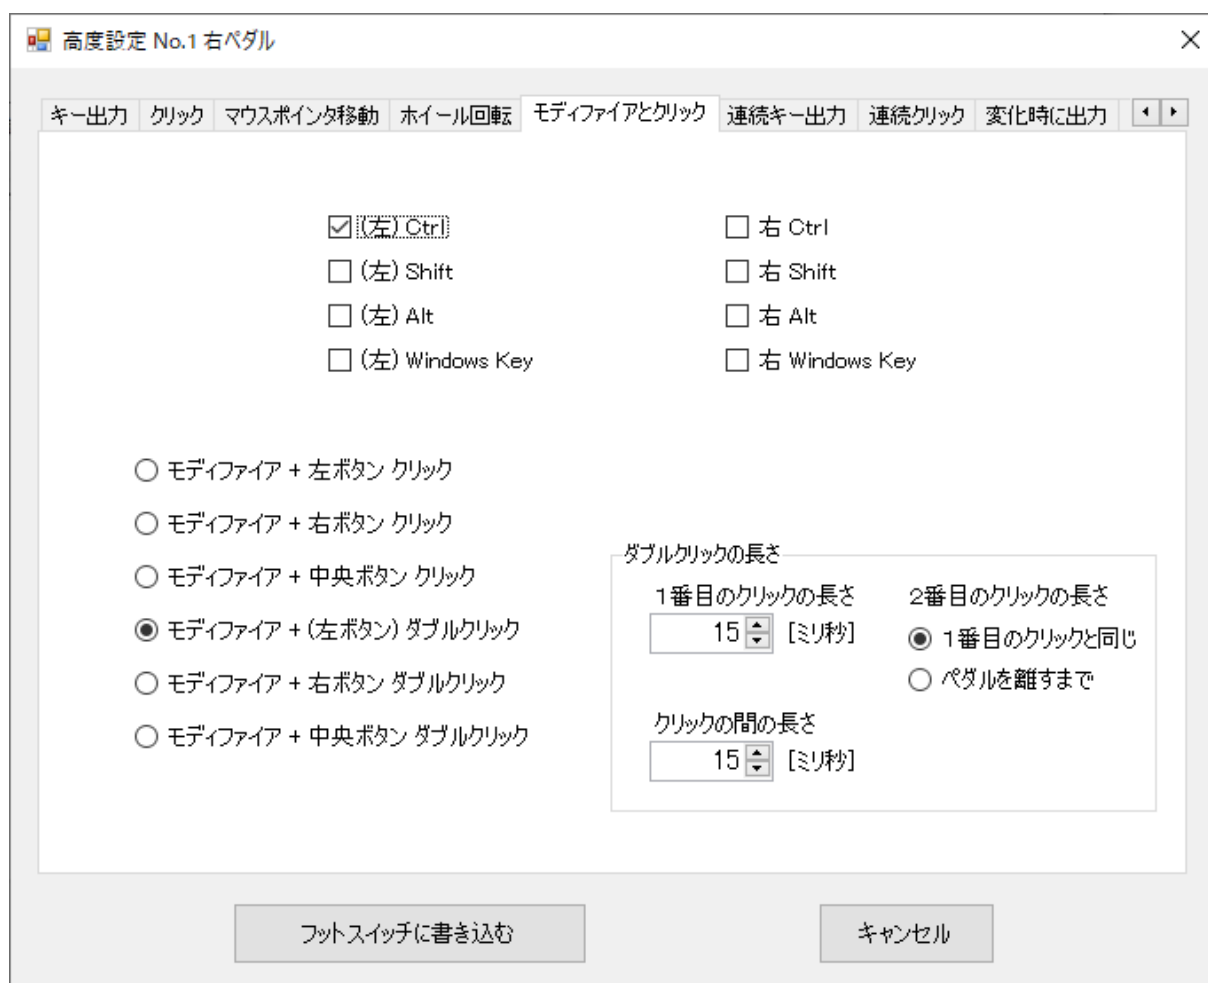 高度設定 No.1 右ペダル
キー出力 クリック マウスポインタ移動 ホイール回転 モディファイアとクリック 連続キー出力 連続クリック 変化時に出力
(左) Ctrl
右 Ctrl
(左) Shift
右 Shift
(左) Alt
右 Alt
(左) Windows Key
右 Windows Key
モディファイア + 左ボタン クリック
モディファイア + 右ボタン クリック
モディファイア + 中央ボタン クリック
モディファイア + (左ボタン) ダブルクリック
モディファイア + 右ボタン ダブルクリック
モディファイア + 中央ボタン ダブルクリック
ダブルクリックの長さ
1番目のクリックの長さ
15 [ミリ秒]
2番目のクリックの長さ
1番目のクリックと同じ
ペダルを離すまで
クリックの間の長さ
15 [ミリ秒]
フットスイッチに書き込む
キャンセル